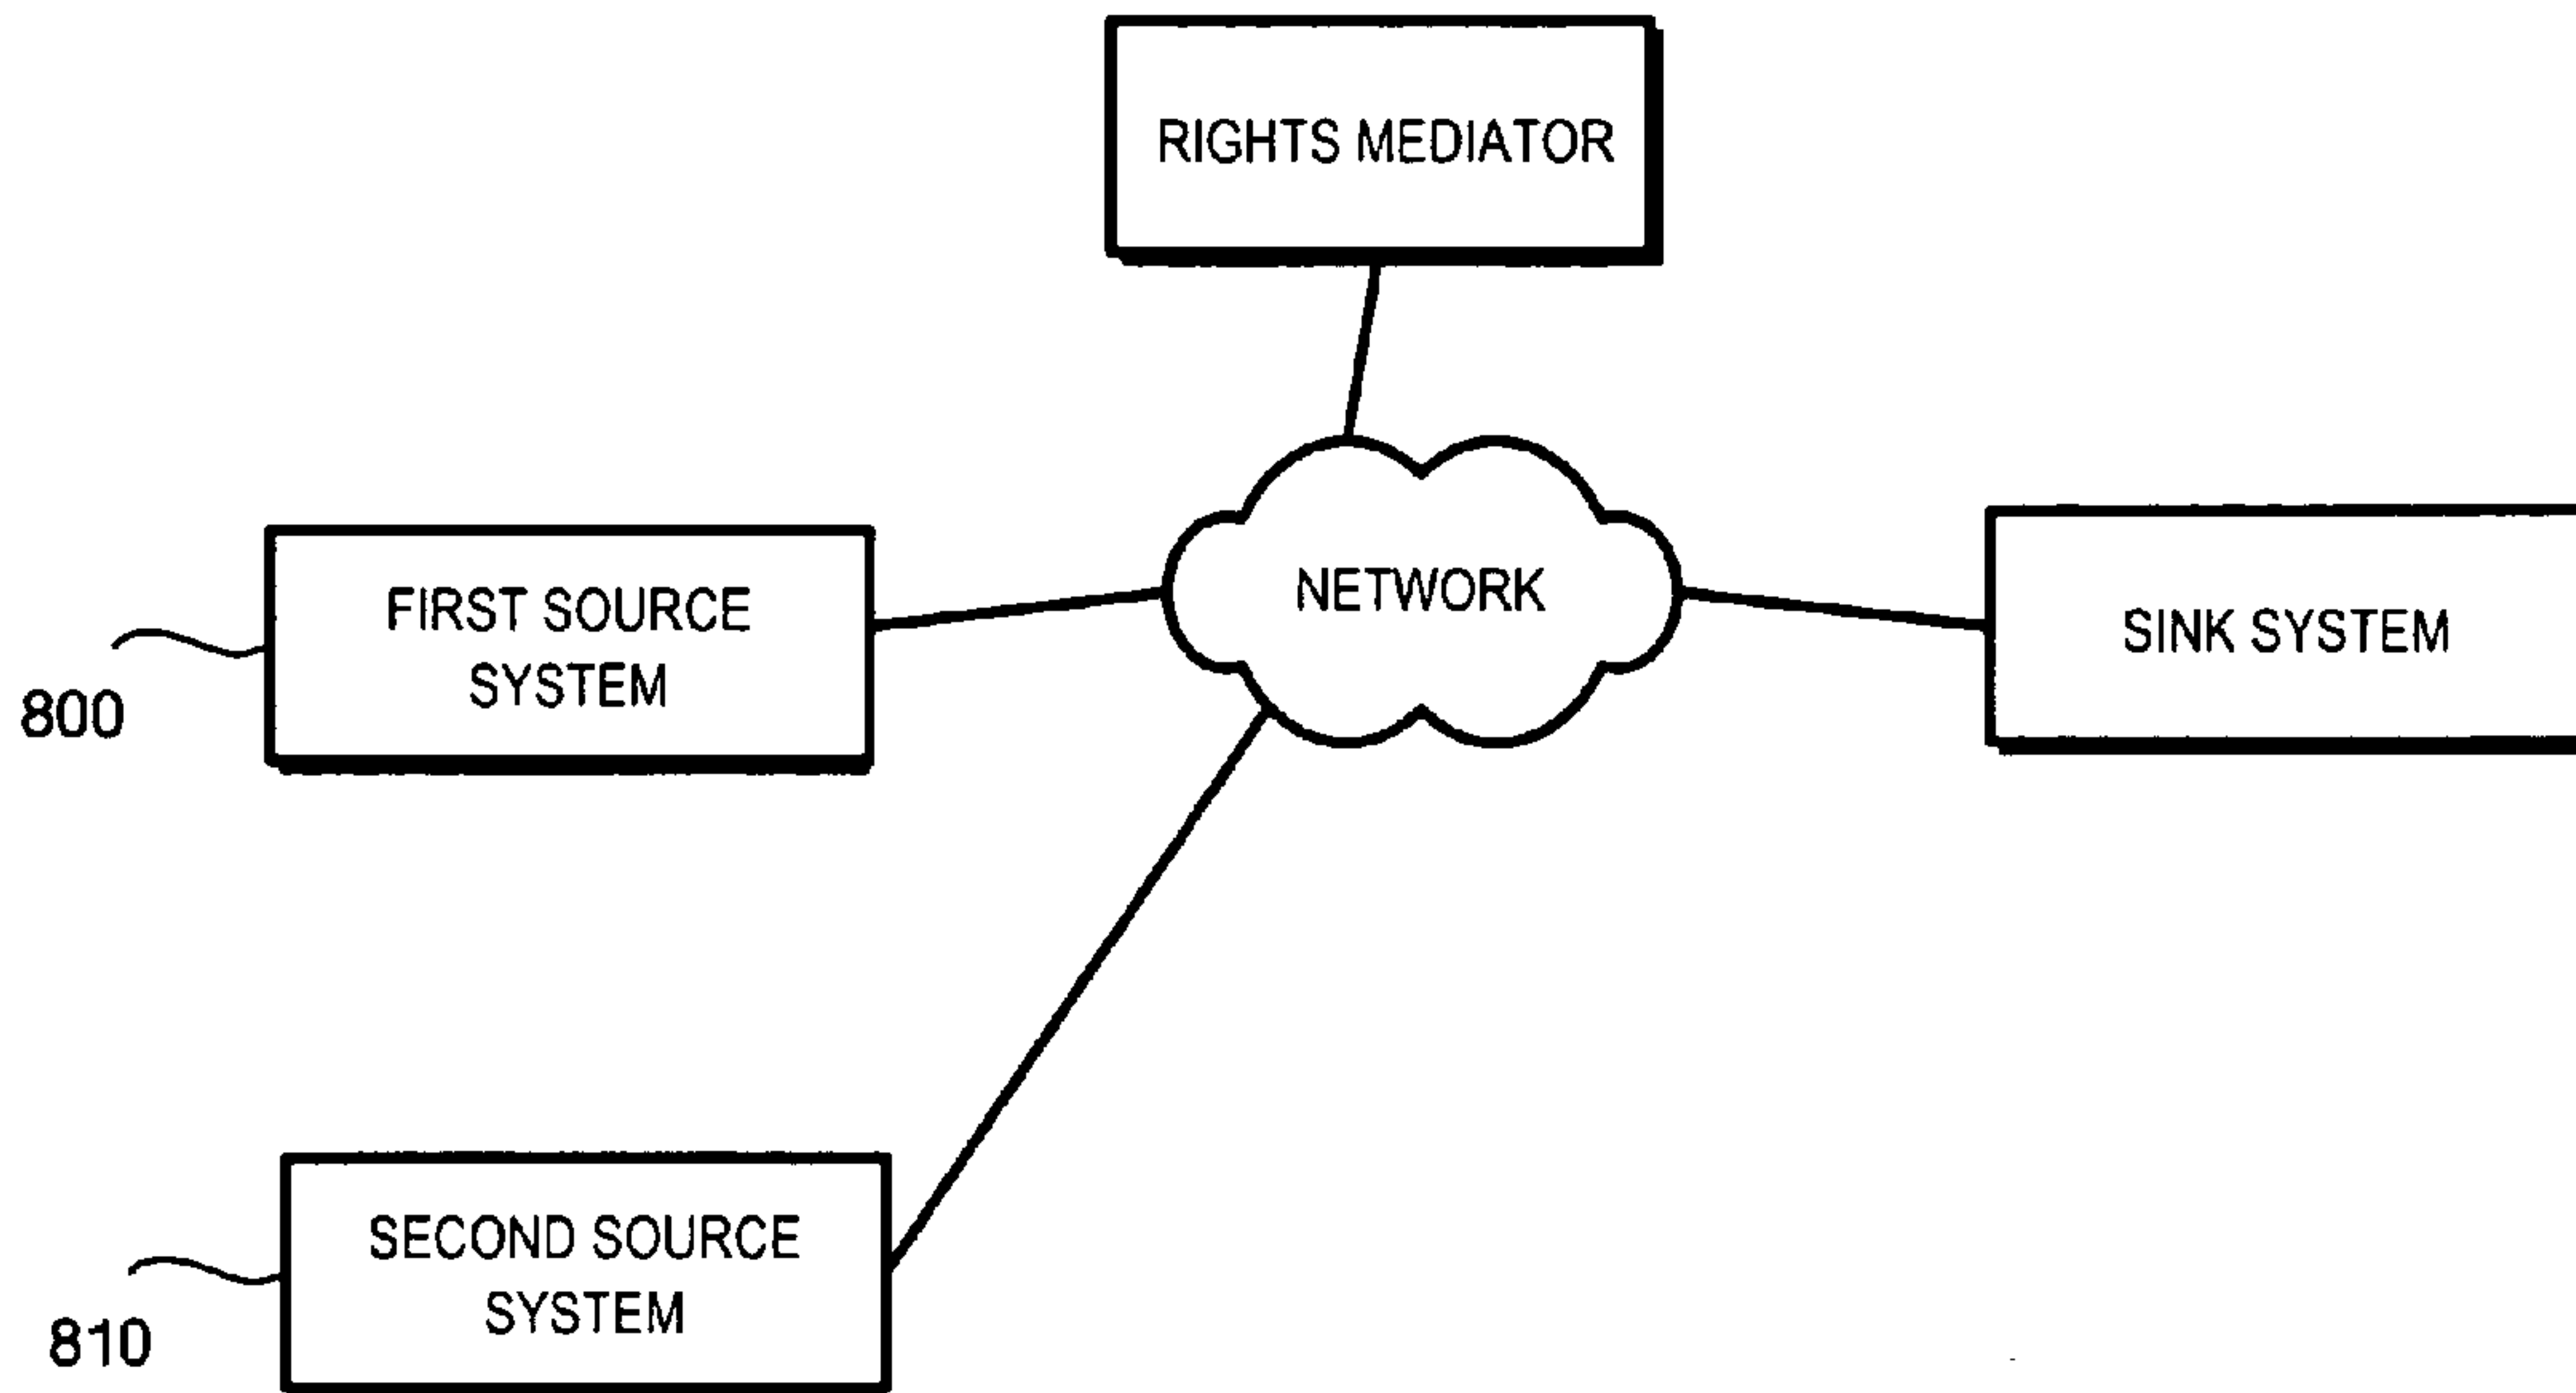 RIGHTS MEDIATOR
NETWORK
FIRST SOURCE
SYSTEM
800
SINK SYSTEM
SECOND SOURCE
SYSTEM
810